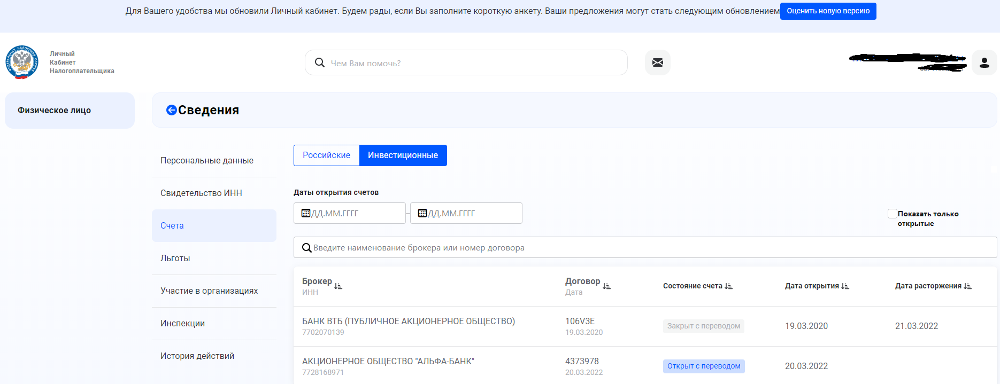 Для Вашего удобства мы обновили Личный кабинет. Будем рады, если Вы заполните короткую анкету. Ваши предложения могут стать следующим обновлением Оценить новую версию
ФЕДЕРАЛЬНАЯ НАЛОГОВАЯ СЛУЖБА
Личный
Кабинет
Налогоплательщика
Чем Вам помочь?
Физическое лицо
Сведения
Персональные данные
Свидетельство ИНН
Счета
Льготы
Участие в организациях
Инспекции
История действий
Российские Инвестиционные
Даты открытия счетов
ДД.ММ.ГГГГ – ДД.ММ.ГГГГ
Показать только
открытые
Введите наименование брокера или номер договора
Брокер Договор
ИНН Дата
Состояние счета Дата открытия Дата расторжения
БАНК ВТБ (ПУБЛИЧНОЕ АКЦИОНЕРНОЕ ОБЩЕСТВО) 106V3E
7702070139 19.03.2020
Закрыт с переводом 19.03.2020 21.03.2022
АКЦИОНЕРНОЕ ОБЩЕСТВО "АЛЬФА-БАНК" 4373978
7728168971 20.03.2022
Открыт с переводом 20.03.2022